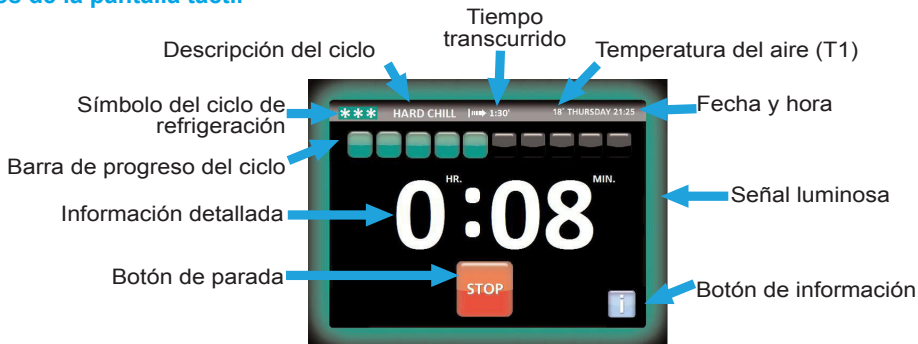 Tiempo
transcurrido
Descripción del ciclo
Temperatura del aire (T1)
Símbolo del ciclo de
refrigeración
Fecha y hora
*** HARD CHILL 1:30' 18° THURSDAY 21:25
Barra de progreso del ciclo
HR. MIN.
0:08
Señal luminosa
Información detallada
Botón de parada
STOP
i
Botón de información